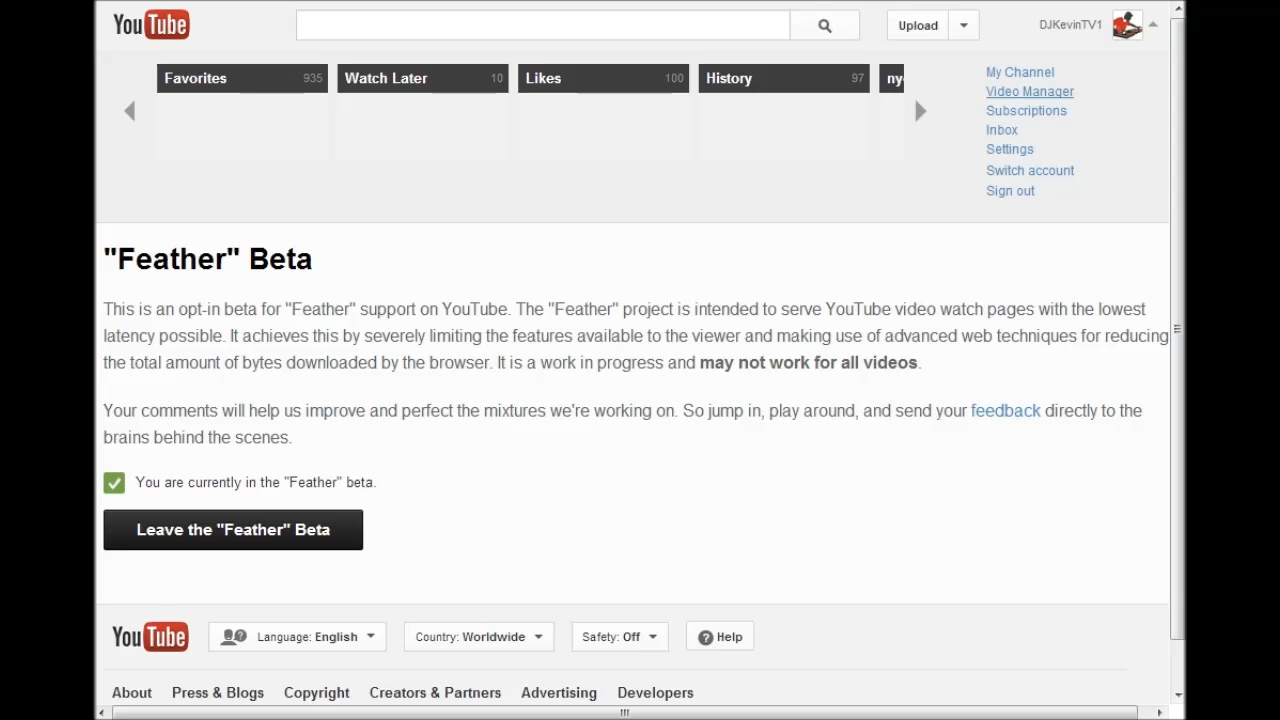 YouTube
Upload
DJKevinTV1
Favorites 935
Watch Later 10
Likes 100
History 97
ny
My Channel
Video Manager
Subscriptions
Inbox
Settings
Switch account
Sign out
"Feather" Beta
This is an opt-in beta for "Feather" support on YouTube. The "Feather" project is intended to serve YouTube video watch pages with the lowest
latency possible. It achieves this by severely limiting the features available to the viewer and making use of advanced web techniques for reducing
the total amount of bytes downloaded by the browser. It is a work in progress and may not work for all videos.
Your comments will help us improve and perfect the mixtures we're working on. So jump in, play around, and send your feedback directly to the
brains behind the scenes.
You are currently in the "Feather" beta.
Leave the "Feather" Beta
YouTube
Language: English
Country: Worldwide
Safety: Off
Help
About Press & Blogs Copyright Creators & Partners Advertising Developers